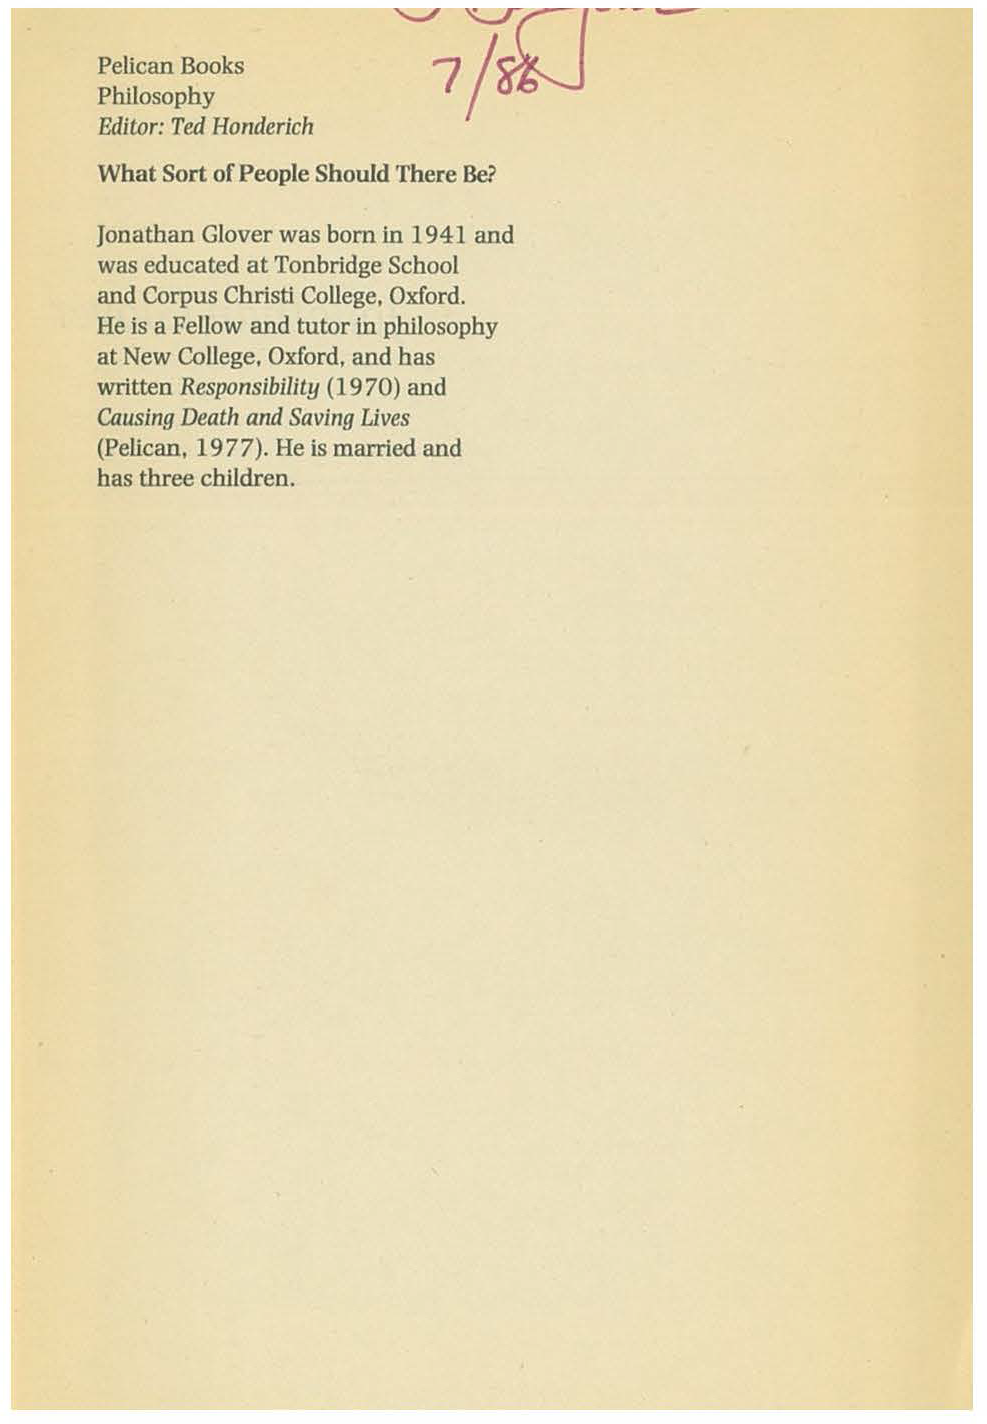 7/86
Pelican Books
Philosophy
Editor: Ted Honderich
What Sort of People Should There Be?
Jonathan Glover was born in 1941 and
was educated at Tonbridge School
and Corpus Christi College, Oxford.
He is a Fellow and tutor in philosophy
at New College, Oxford, and has
written Responsibility (1970) and
Causing Death and Saving Lives
(Pelican, 1977). He is married and
has three children.